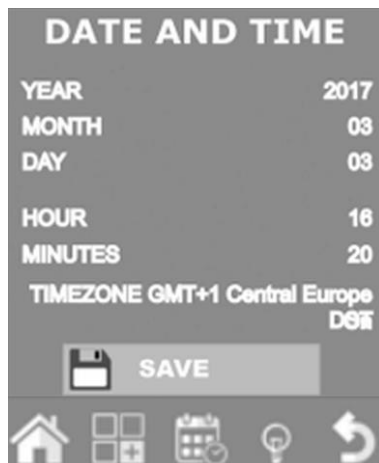 DATE AND TIME
YEAR 2017
MONTH 03
DAY 03
HOUR 16
MINUTES 20
TIMEZONE GMT+1 Central Europe
SAVE